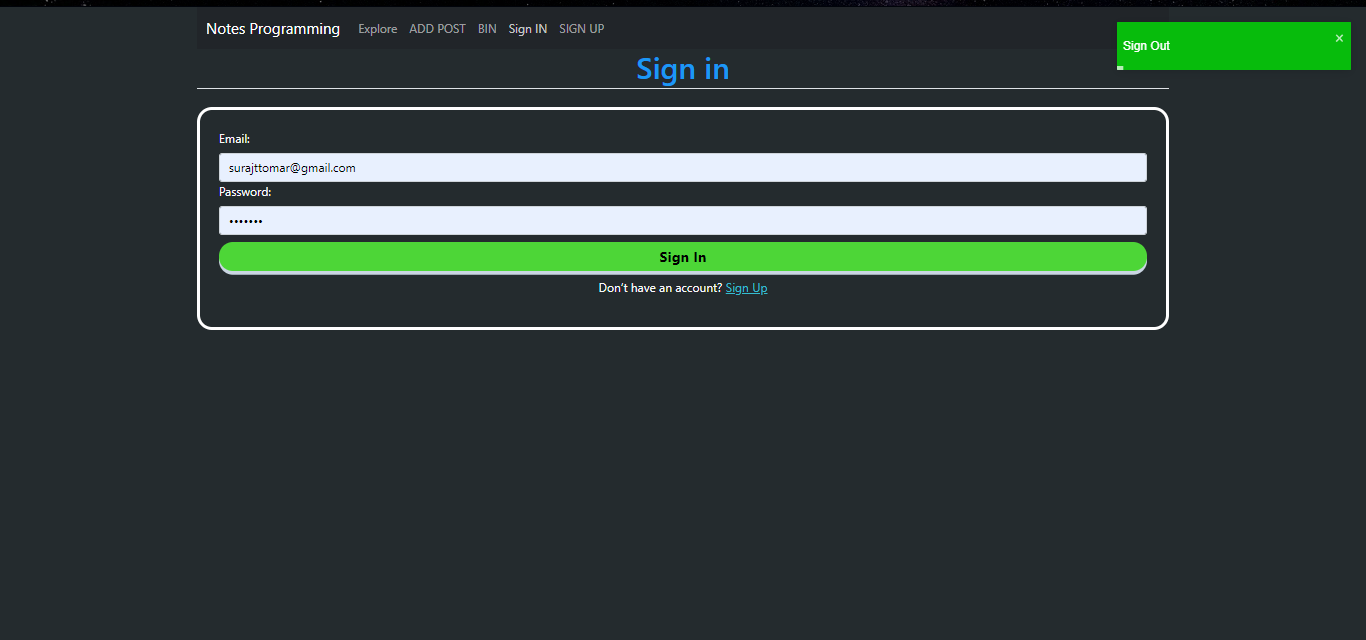 Notes Programming Explore ADD POST BIN Sign IN SIGN UP
Sign Out ×
Sign in
Email:
surajttomar@gmail.com
Password:
•••••••
Sign In
Don't have an account? Sign Up